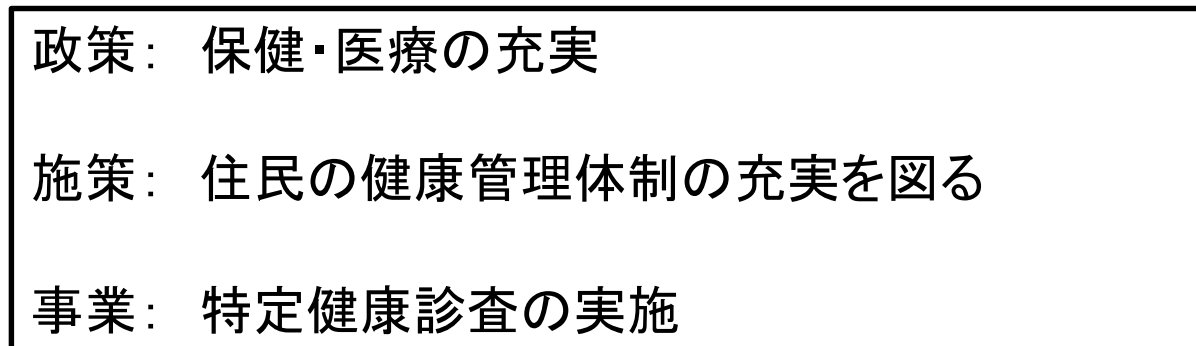 政策：　保健・医療の充実
施策：　住民の健康管理体制の充実を図る
事業：　特定健康診査の実施